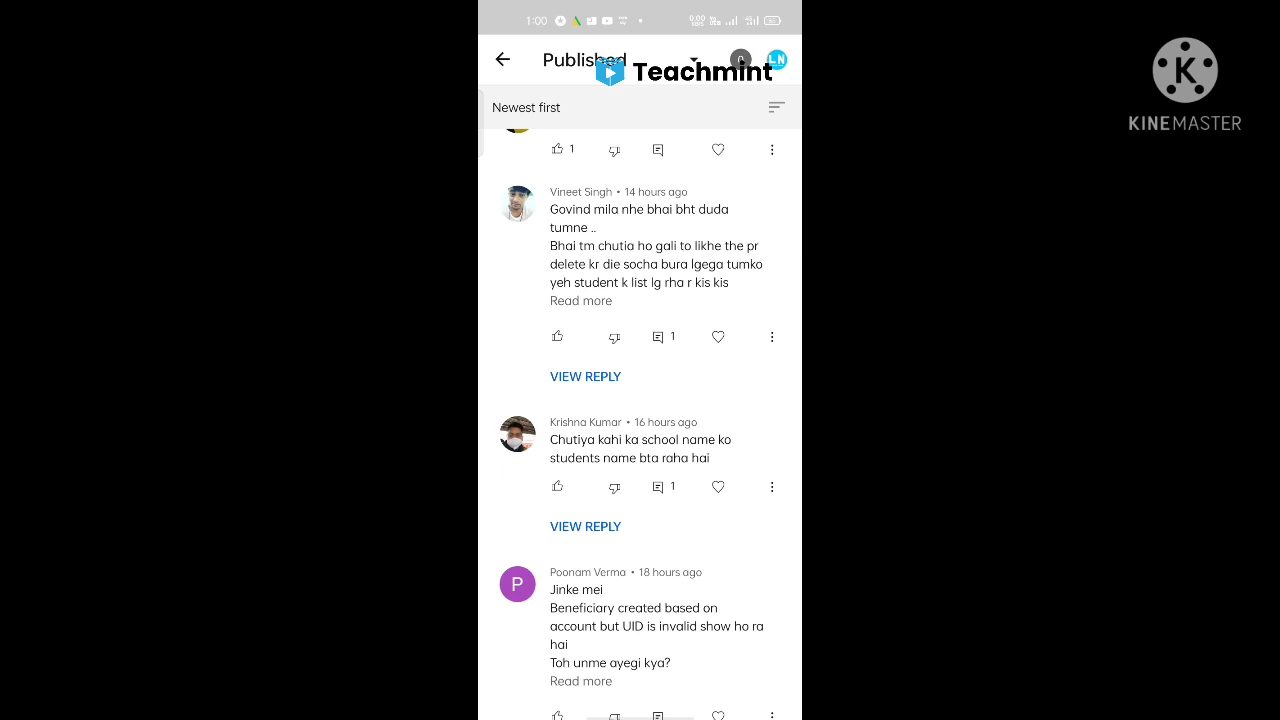 1:00
Published
Teachmint
LN
Newest first
1
Vineet Singh • 14 hours ago
Govind mila nhe bhai bht duda
tumne ..
Bhai tm chutia ho gali to likhe the pr
delete kr die socha bura lgega tumko
yeh student k list lg rha r kis kis
Read more
1
VIEW REPLY
Krishna Kumar • 16 hours ago
Chutiya kahi ka school name ko
students name bta raha hai
1
VIEW REPLY
P
Poonam Verma • 18 hours ago
Jinke mei
Beneficiary created based on
account but UID is invalid show ho ra
hai
Toh unme ayegi kya?
Read more
K
KINEMASTER